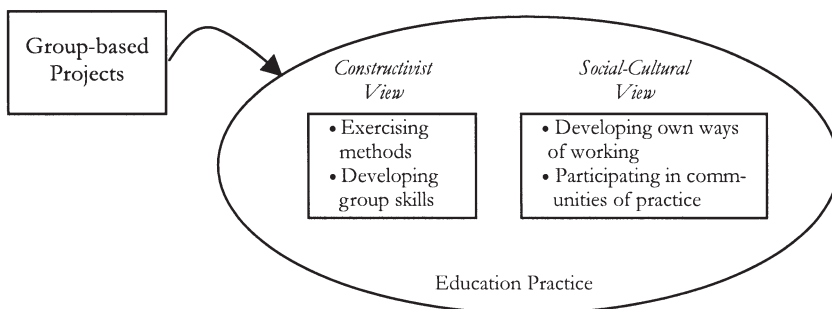 Group-based
Projects
Constructivist
View
• Exercising
methods
• Developing
group skills
Social-Cultural
View
• Developing own ways
of working
• Participating in comm-
unities of practice
Education Practice